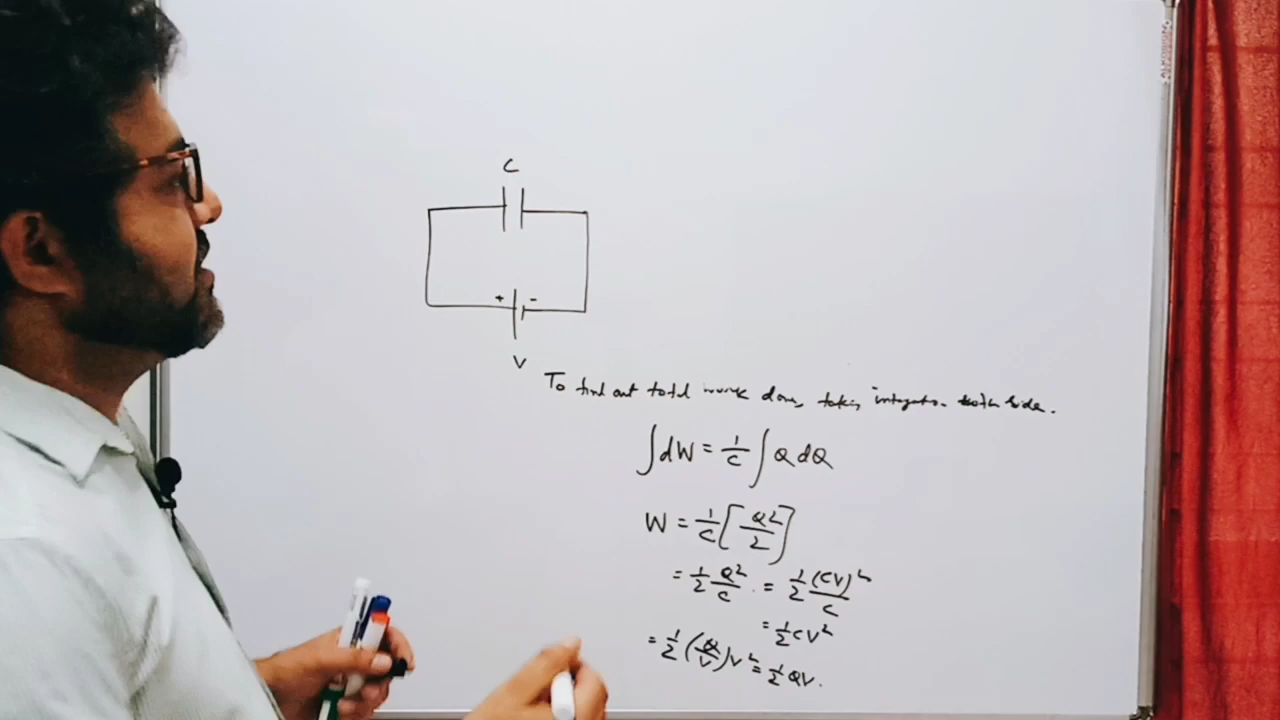 C
+ -
V
To find out total work done, taking integration both side.
∫dW = 1/C ∫ Q dQ
W = 1/C [Q²/2]
= 1/2 Q²/C = 1/2 (CV)²/C
= 1/2 CV²
= 1/2 (Q/V) V² = 1/2 QV.